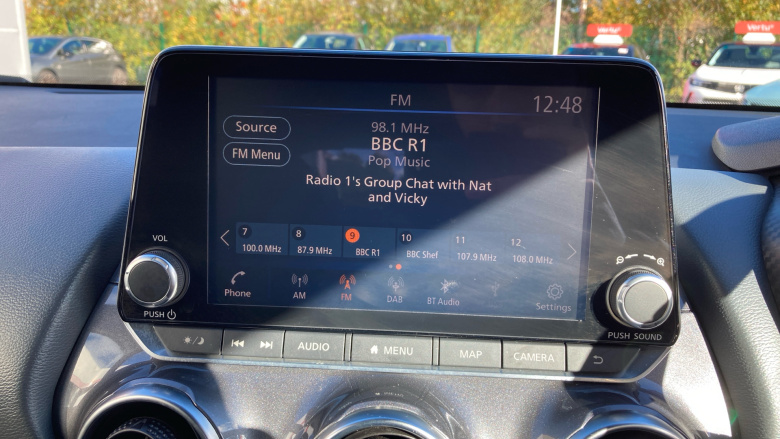 Vertu
Vertu
FM
12:48
Source
98.1 MHz
BBC R1
FM Menu
Pop Music
Radio 1's Group Chat with Nat
and Vicky
7
8
9
10
11
12
100.0 MHz
87.9 MHz
BBC R1
BBC Shef
107.9 MHz
108.0 MHz
VOL
PUSH
Phone
AM
FM
DAB
BT Audio
Settings
PUSH SOUND
AUDIO
MENU
MAP
CAMERA